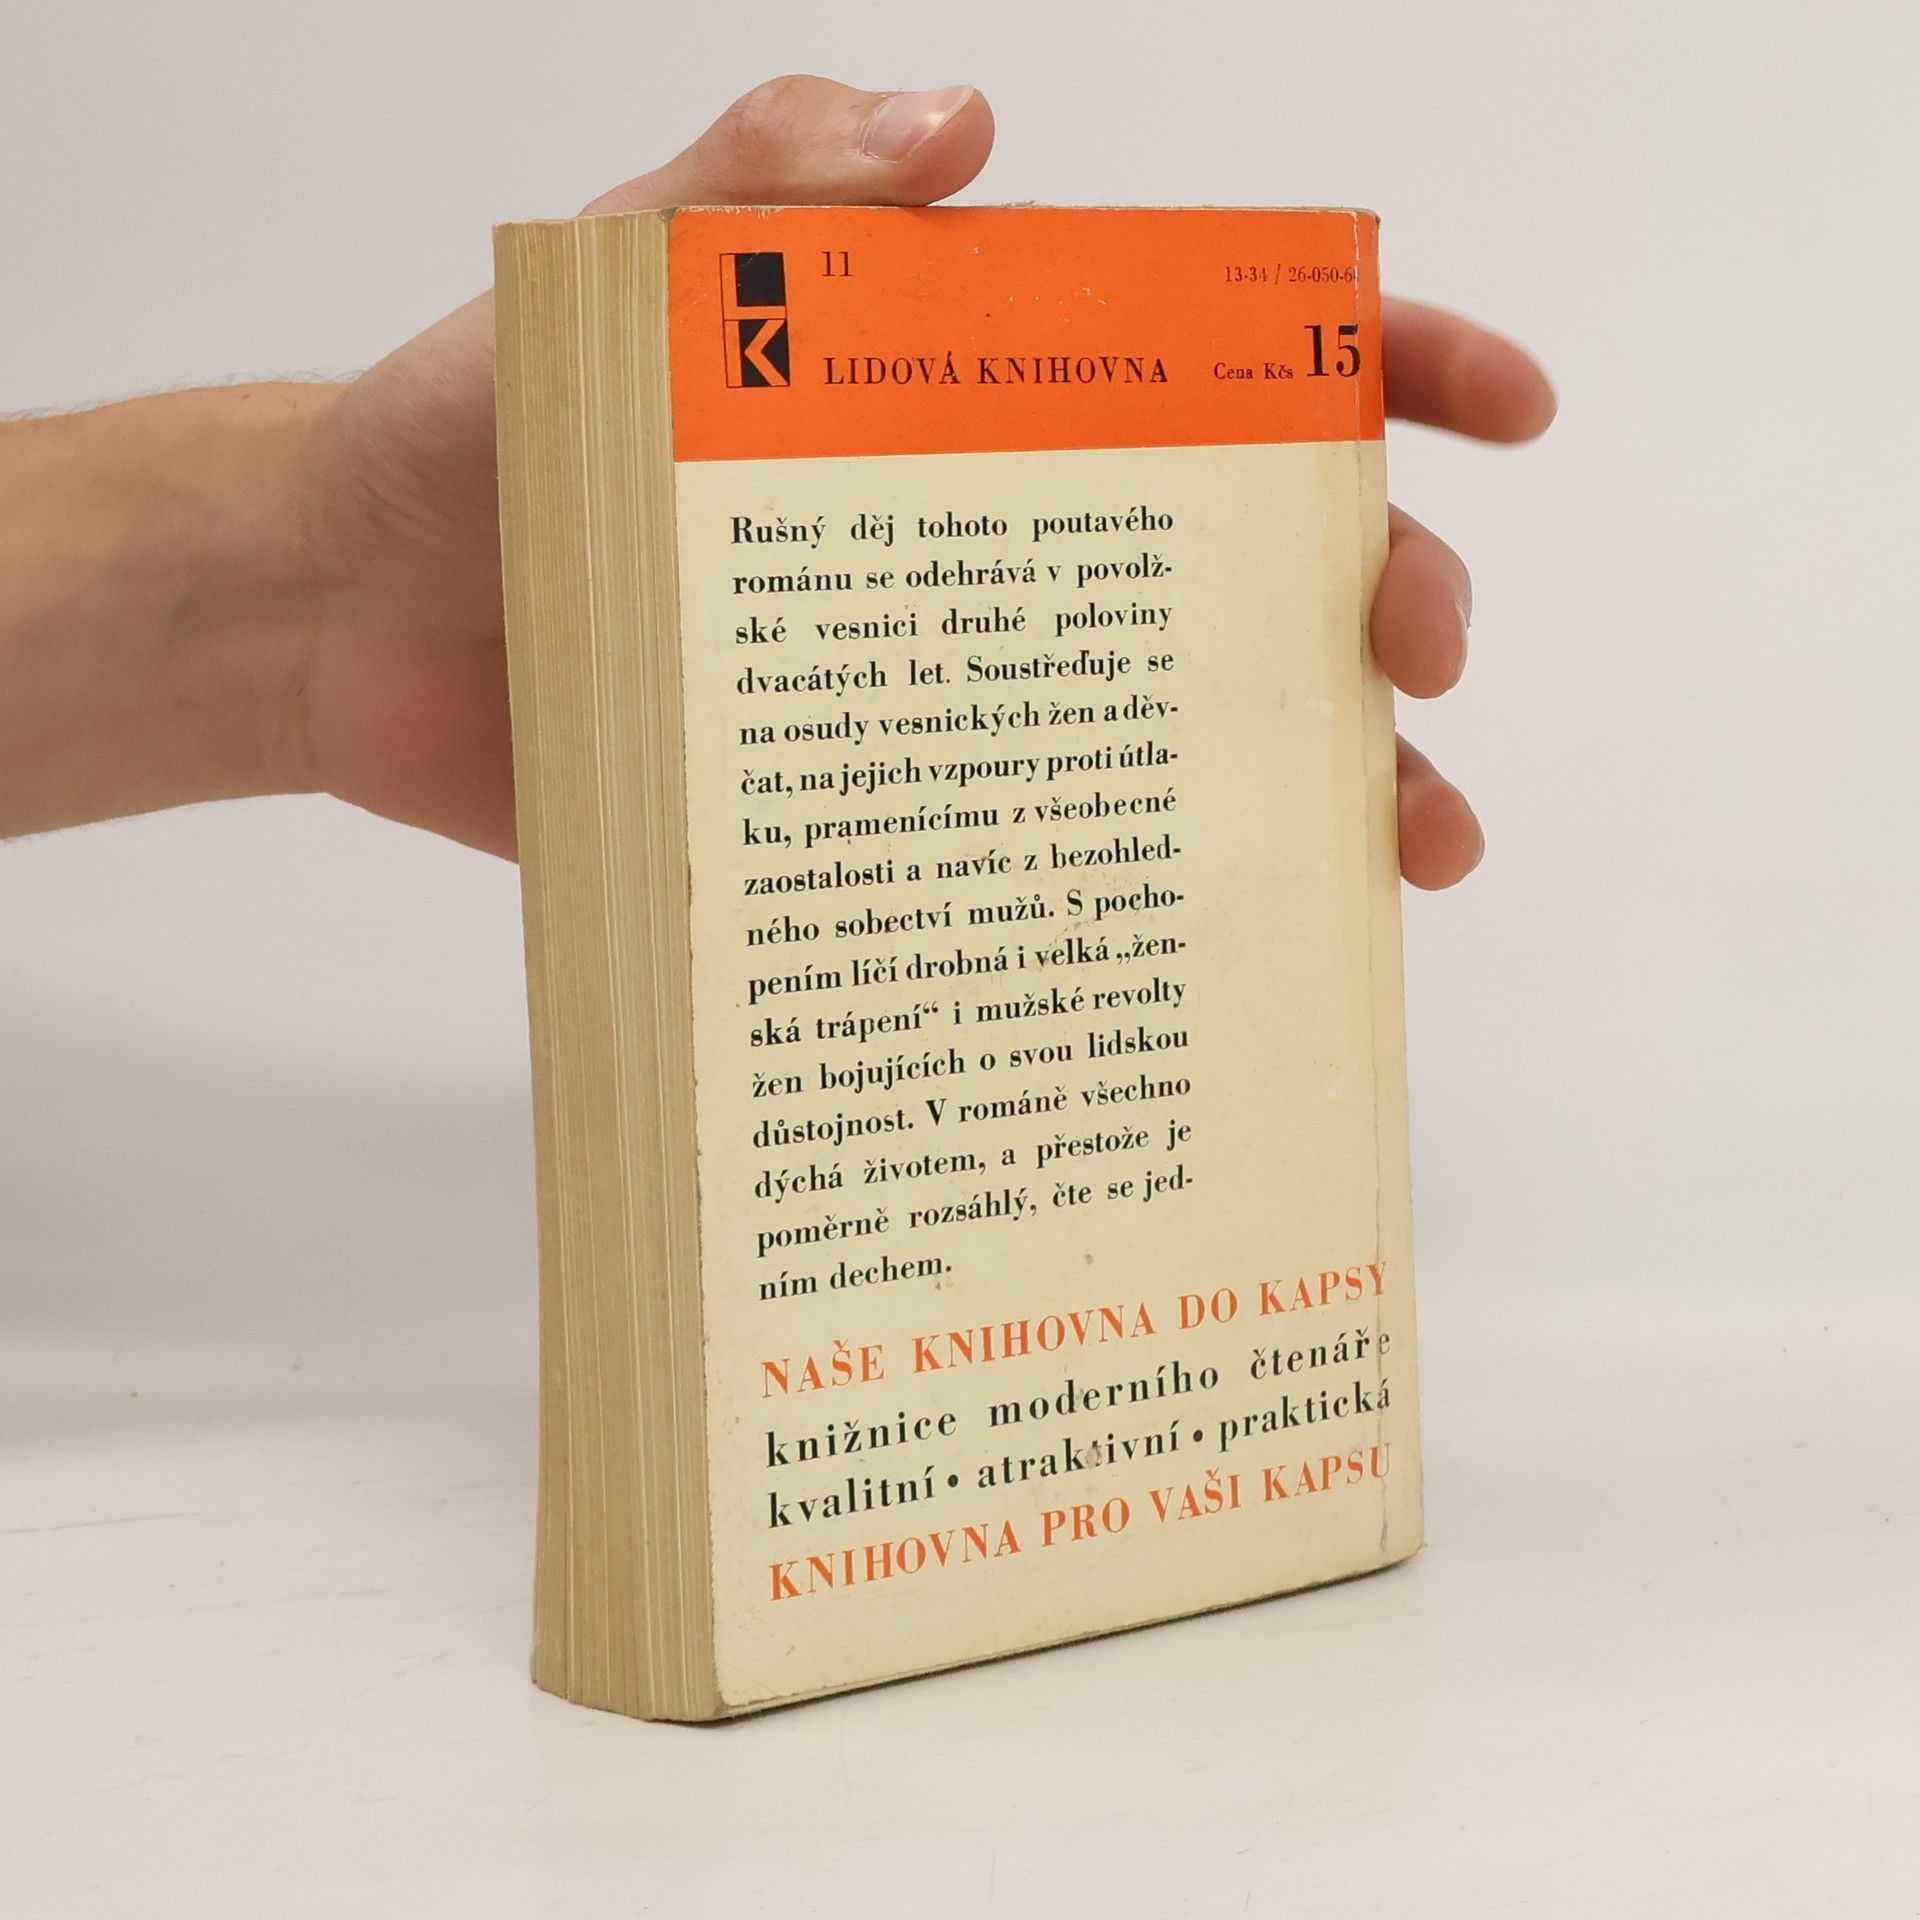 LK
11
13-34 / 26-050-6
LIDOVÁ KNIHOVNA
Cena Kčs 15
Rušný děj tohoto poutavého
románu se odehrává v povolž-
ské vesnici druhé poloviny
dvacátých let. Soustřeďuje se
na osudy vesnických žen a děv-
čat, na jejich vzpoury proti útla-
ku, pramenícímu z všeobecné
zaostalosti a navíc z bezohled-
ného sobectví mužů. S pocho-
pením líčí drobná i velká „žen-
ská trápení“ i mužské revolty
žen bojujících o svou lidskou
důstojnost. V románě všechno
dýchá životem, a přestože je
poměrně rozsáhlý, čte se jed-
ním dechem.
NAŠE KNIHOVNA DO KAPSY
knižnice moderního čtenáře
kvalitní • atraktivní • praktická
KNIHOVNA PRO VAŠI KAPSU